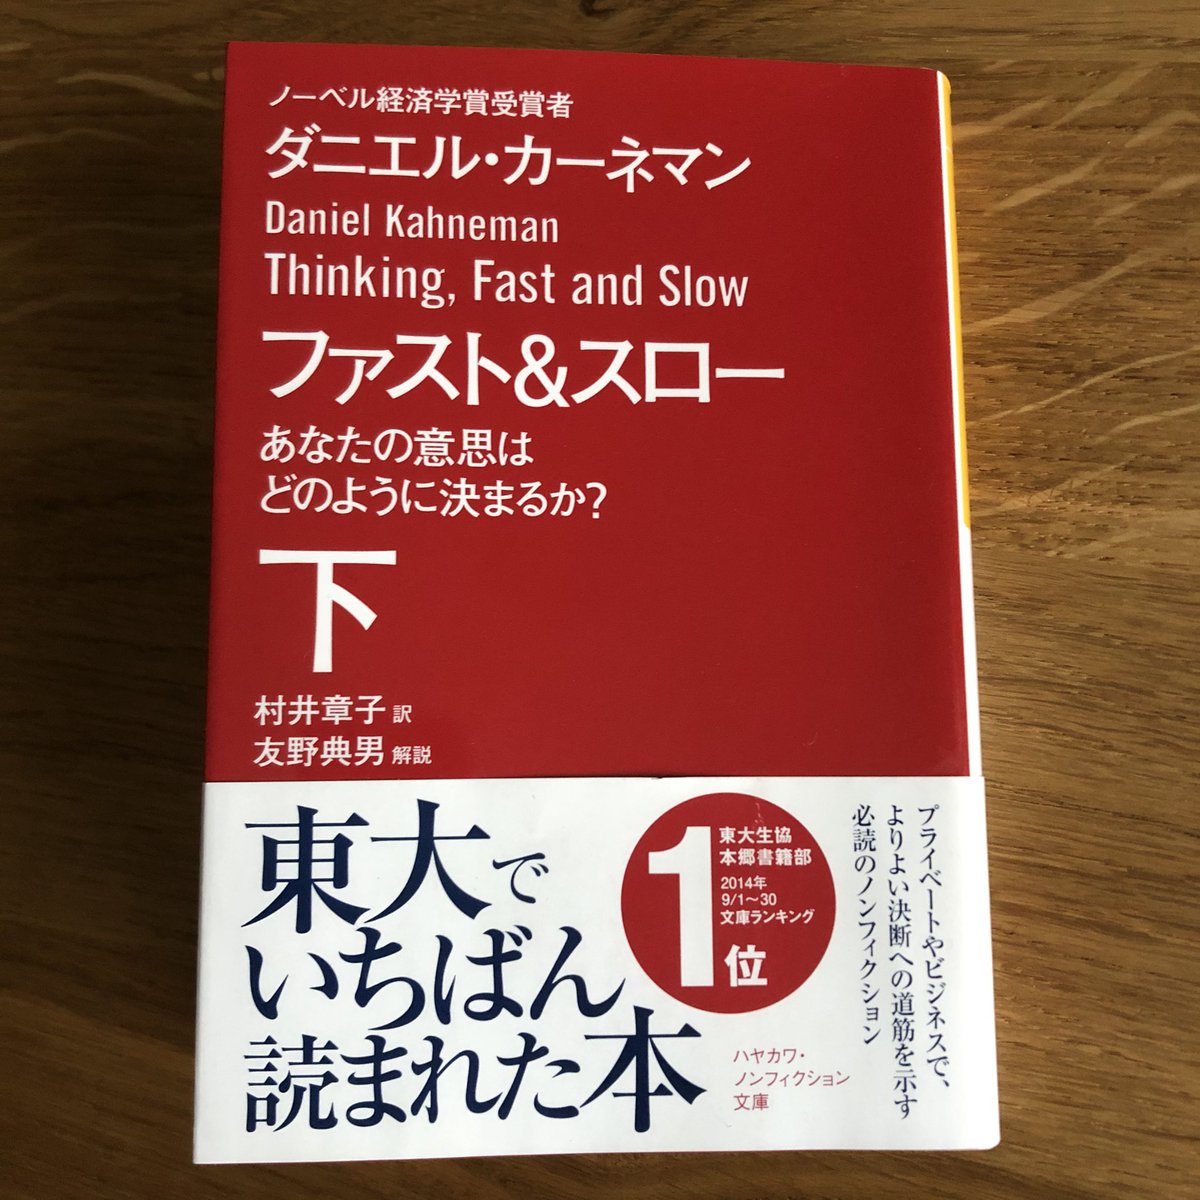 ノーベル経済学賞受賞者
ダニエル・カーネマン
Daniel Kahneman
Thinking, Fast and Slow
ファスト&スロー
あなたの意思は
どのように決まるか?
下
村井章子 訳
友野典男 解説
東大で
いちばん
読まれた本
東大生協
本郷書籍部
2014年
9/1~30
文庫ランキング
1位
プライベートやビジネスで、
よりよい決断への道筋を示す
必読のノンフィクション
ハヤカワ・
ノンフィクション
文庫